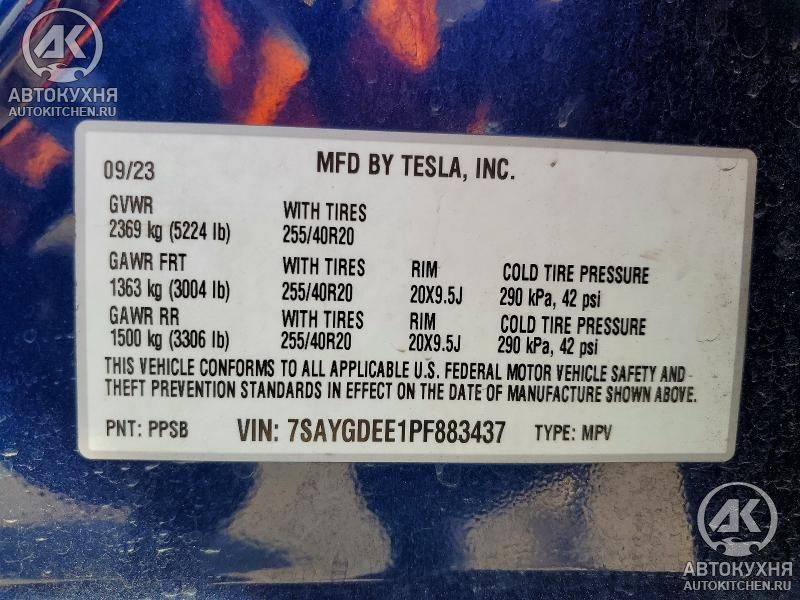 AK
АВТОКУХНЯ
AUTOKITCHEN.RU
09/23 MFD BY TESLA, INC.
GVWR WITH TIRES
2369 kg (5224 lb) 255/40R20
GAWR FRT WITH TIRES RIM COLD TIRE PRESSURE
1363 kg (3004 lb) 255/40R20 20X9.5J 290 kPa, 42 psi
GAWR RR WITH TIRES RIM COLD TIRE PRESSURE
1500 kg (3306 lb) 255/40R20 20X9.5J 290 kPa, 42 psi
THIS VEHICLE CONFORMS TO ALL APPLICABLE U.S. FEDERAL MOTOR VEHICLE SAFETY AND
THEFT PREVENTION STANDARDS IN EFFECT ON THE DATE OF MANUFACTURE SHOWN ABOVE.
PNT: PPSB VIN: 7SAYGDEE1PF883437 TYPE: MPV
AK
АВТОКУХНЯ
AUTOKITCHEN.RU